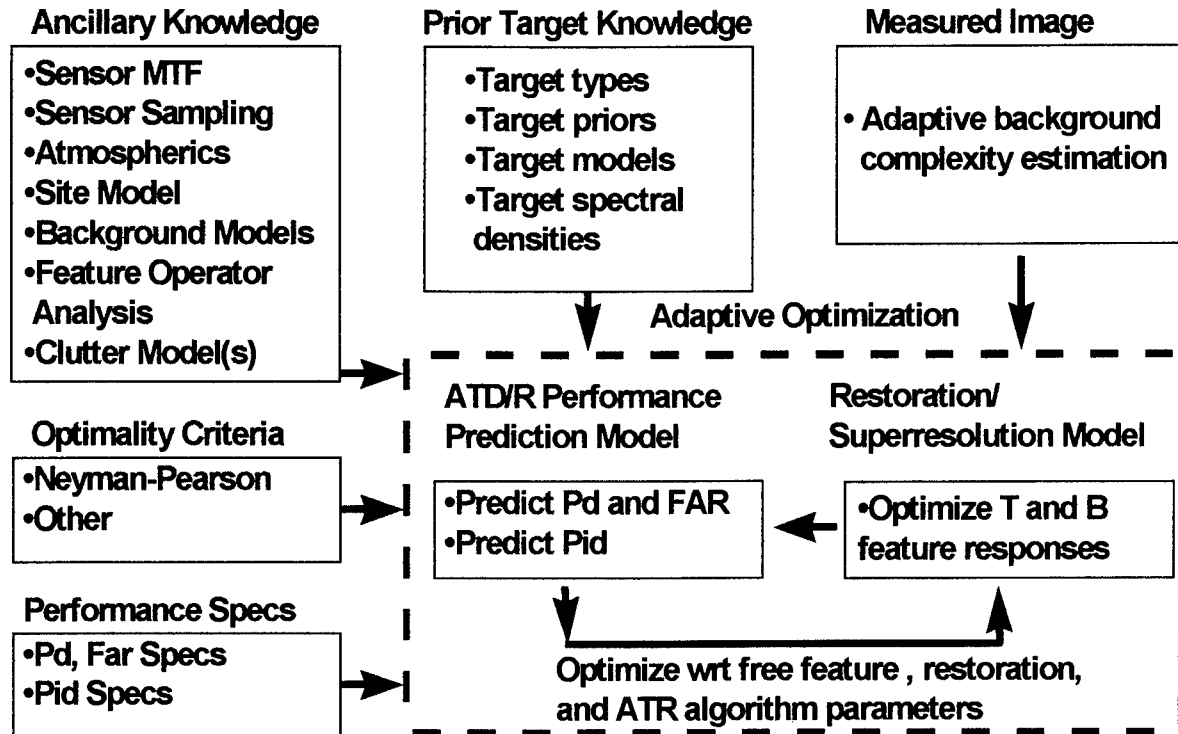 Ancillary Knowledge
•Sensor MTF
•Sensor Sampling
•Atmospherics
•Site Model
•Background Models
•Feature Operator
Analysis
•Clutter Model(s)
Prior Target Knowledge
•Target types
•Target priors
•Target models
•Target spectral
densities
Measured Image
• Adaptive background
complexity estimation
Adaptive Optimization
Optimality Criteria
•Neyman-Pearson
•Other
Performance Specs
•Pd, Far Specs
•Pid Specs
ATD/R Performance
Prediction Model
•Predict Pd and FAR
•Predict Pid
Restoration/
Superresolution Model
•Optimize T and B
feature responses
Optimize wrt free feature , restoration,
and ATR algorithm parameters